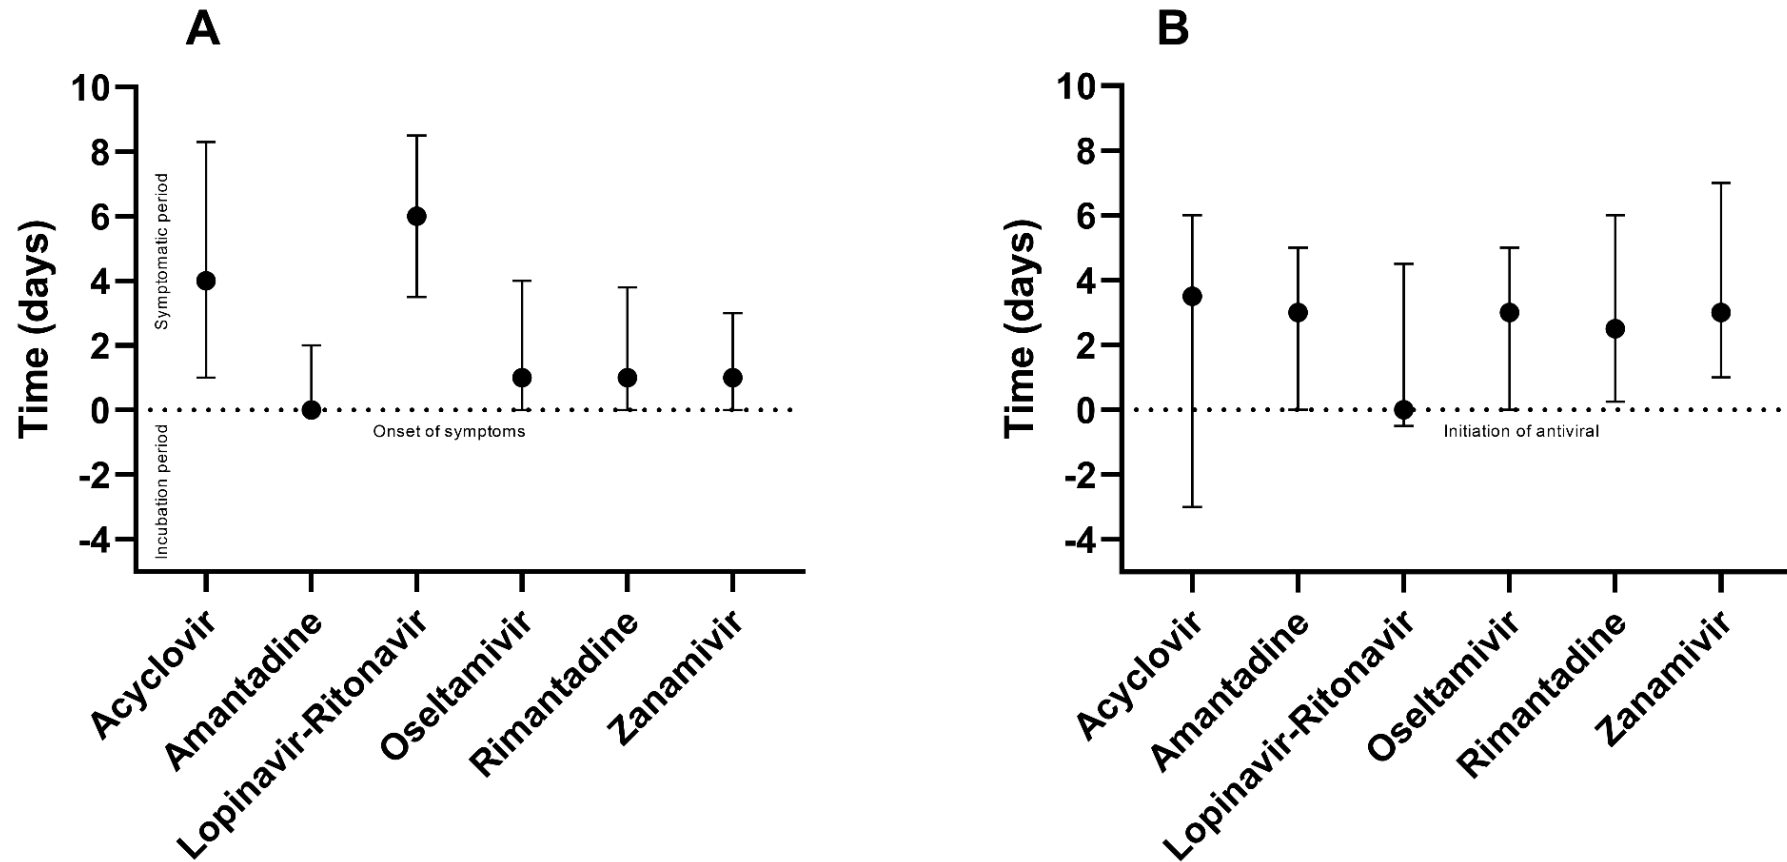 A
10
8
6
4
2
0
-2
-4
Time (days)
Symptomatic period
Incubation period
Onset of symptoms
Acyclovir
Amantadine
Lopinavir-Ritonavir
Oseltamivir
Rimantadine
Zanamivir
B
10
8
6
4
2
0
-2
-4
Time (days)
Initiation of antiviral
Acyclovir
Amantadine
Lopinavir-Ritonavir
Oseltamivir
Rimantadine
Zanamivir